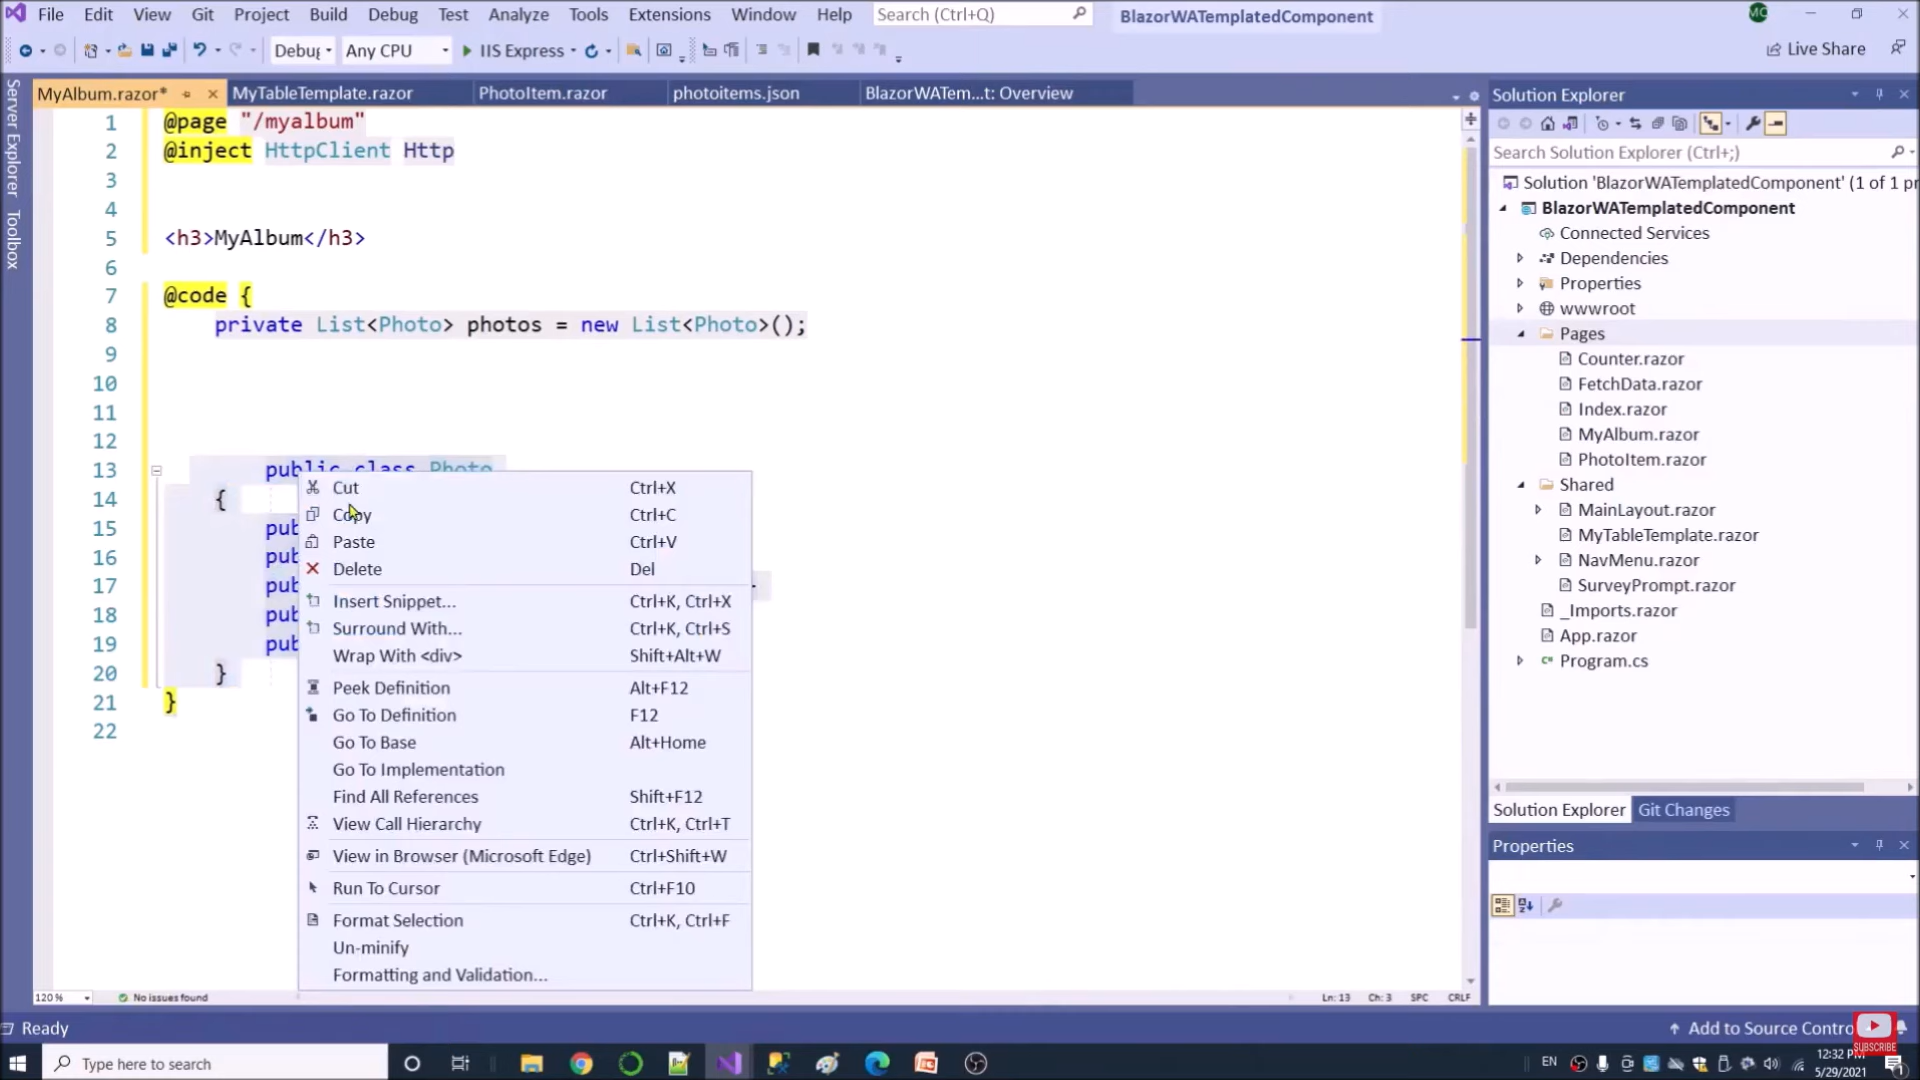 File Edit View Git Project Build Debug Test Analyze Tools Extensions Window Help Search (Ctrl+Q) BlazorWATemplatedComponent MC
Debug Any CPU IIS Express Live Share
Server Explorer
Toolbox
MyAlbum.razor* MyTableTemplate.razor PhotoItem.razor photoitems.json BlazorWATem...t: Overview
1 @page "/myalbum"
2 @inject HttpClient Http
3
4
5 <h3>MyAlbum</h3>
6
7 @code {
8 private List<Photo> photos = new List<Photo>();
9
10
11
12
13 public class Photo
14 {
15 pub
16 pub
17 pub
18 pub
19 pub
20 }
21 }
22
Cut Ctrl+X
Copy Ctrl+C
Paste Ctrl+V
Delete Del
Insert Snippet... Ctrl+K, Ctrl+X
Surround With... Ctrl+K, Ctrl+S
Wrap With <div> Shift+Alt+W
Peek Definition Alt+F12
Go To Definition F12
Go To Base Alt+Home
Go To Implementation
Find All References Shift+F12
View Call Hierarchy Ctrl+K, Ctrl+T
View in Browser (Microsoft Edge) Ctrl+Shift+W
Run To Cursor Ctrl+F10
Format Selection Ctrl+K, Ctrl+F
Un-minify
Formatting and Validation...
120 % No issues found Ln: 13 Ch: 3 SPC CRLF
Solution Explorer
Search Solution Explorer (Ctrl+;)
Solution 'BlazorWATemplatedComponent' (1 of 1 pr
BlazorWATemplatedComponent
Connected Services
Dependencies
Properties
wwwroot
Pages
Counter.razor
FetchData.razor
Index.razor
MyAlbum.razor
PhotoItem.razor
Shared
MainLayout.razor
MyTableTemplate.razor
NavMenu.razor
SurveyPrompt.razor
_Imports.razor
App.razor
Program.cs
Solution Explorer Git Changes
Properties
Ready Add to Source Contro
SUBSCRIBE
Type here to search EN 12:32 P
5/29/2021